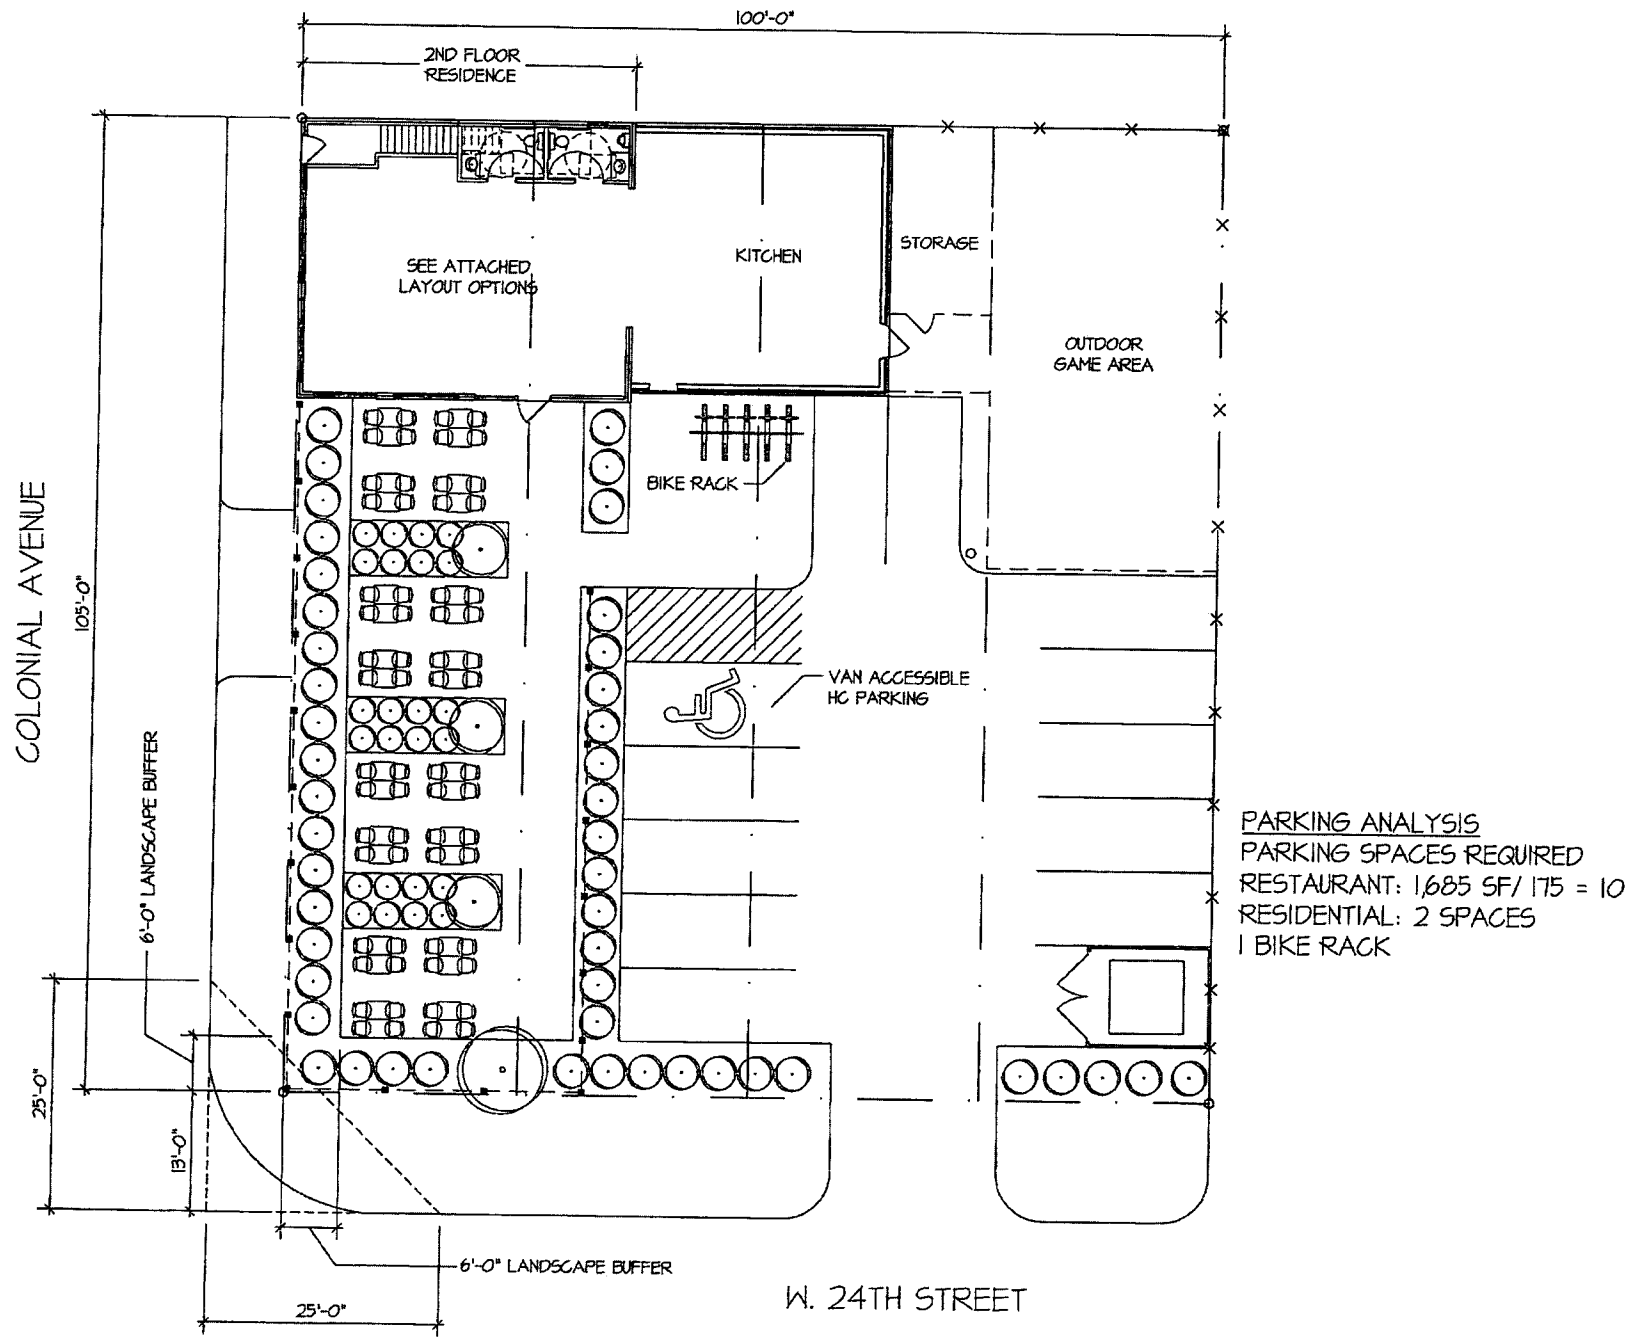 100'-0"
2ND FLOOR
RESIDENCE
SEE ATTACHED
LAYOUT OPTIONS
KITCHEN
STORAGE
OUTDOOR
GAME AREA
BIKE RACK
COLONIAL AVENUE
105'-0"
VAN ACCESSIBLE
HC PARKING
6'-0" LANDSCAPE BUFFER
PARKING ANALYSIS
PARKING SPACES REQUIRED
RESTAURANT: 1,685 SF/ 175 = 10
RESIDENTIAL: 2 SPACES
1 BIKE RACK
25'-0"
13'-0"
6'-0" LANDSCAPE BUFFER
25'-0"
W. 24TH STREET